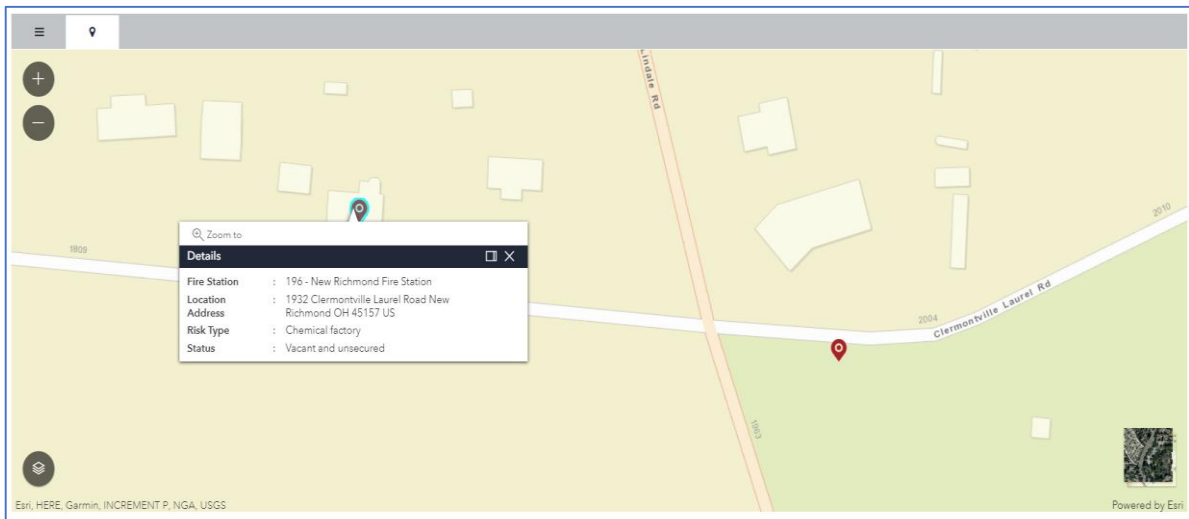 Lindale Rd
Zoom to
Details
1809
Fire Station : 196 - New Richmond Fire Station
Location Address : 1932 Clermontville Laurel Road New
Richmond OH 45157 US
Risk Type : Chemical factory
Status : Vacant and unsecured
2010
2004
Clermontville Laurel Rd
1963
Esri, HERE, Garmin, INCREMENT P, NGA, USGS
Powered by Esri